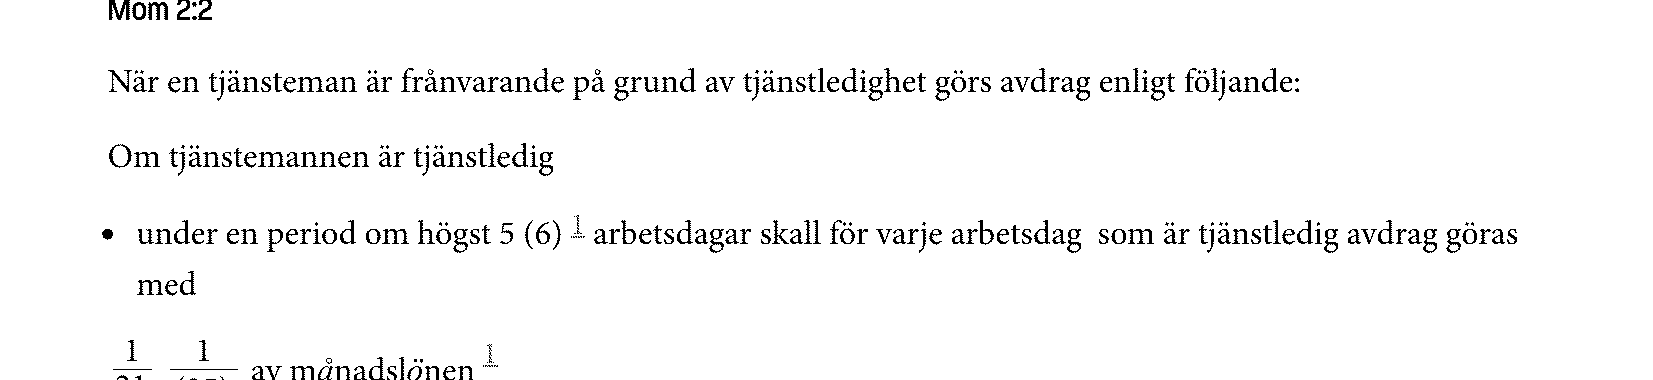 Mom 2:2
När en tjänsteman är frånvarande på grund av tjänstledighet görs avdrag enligt följande:
Om tjänstemannen är tjänstledig
• under en period om högst 5 (6) 1 arbetsdagar skall för varje arbetsdag som är tjänstledig avdrag göras
med
1 1 av månadslönen 1